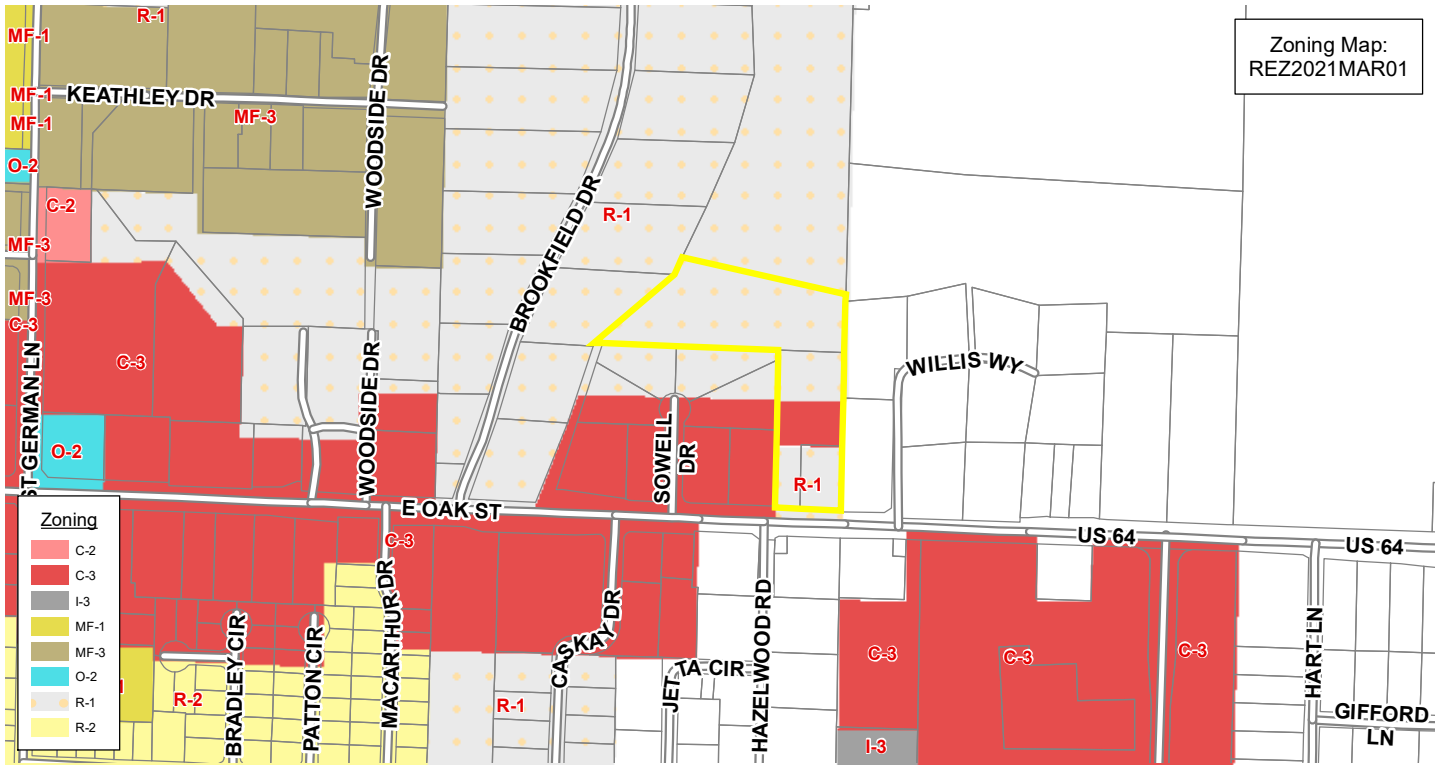 R-1
MF-1
Zoning Map:
REZ2021MAR01
WOODSIDE DR
KEATHLEY DR
MF-1
MF-1
MF-3
O-2
C-2
BROOKFIELD DR
R-1
MF-3
MF-3
C-3
C-3
ST GERMAN LN
WOODSIDE DR
WILLIS WY
O-2
SOWELL
DR
R-1
E OAK ST
US 64
US 64
C-3
Zoning
C-2
C-3
I-3
MF-1
MF-3
O-2
R-1
R-2
MACARTHUR DR
CASKAY DR
HAZELWOOD RD
HART LN
BRADLEY CIR
PATTON CIR
JETTA CIR
R-2
R-1
C-3
C-3
C-3
I-3
GIFFORD
LN